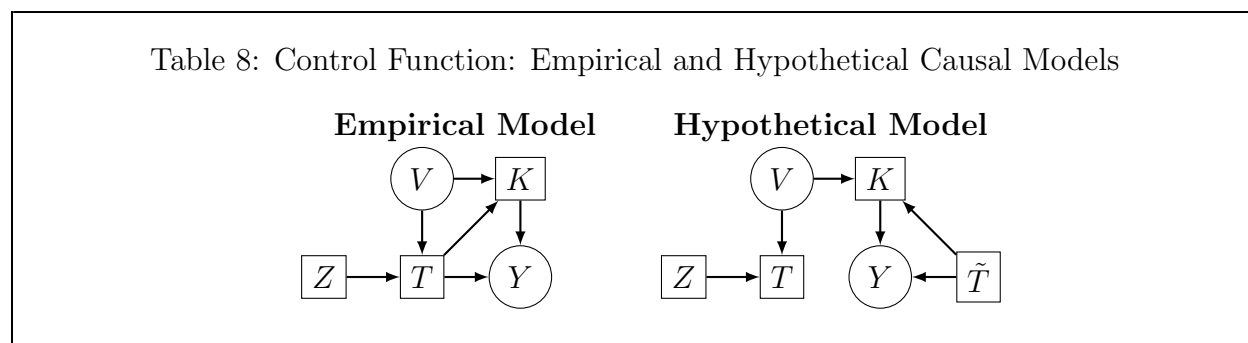 Table 8: Control Function: Empirical and Hypothetical Causal Models
Empirical Model Hypothetical Model
V K V K
Z T Y Z T Y T̃